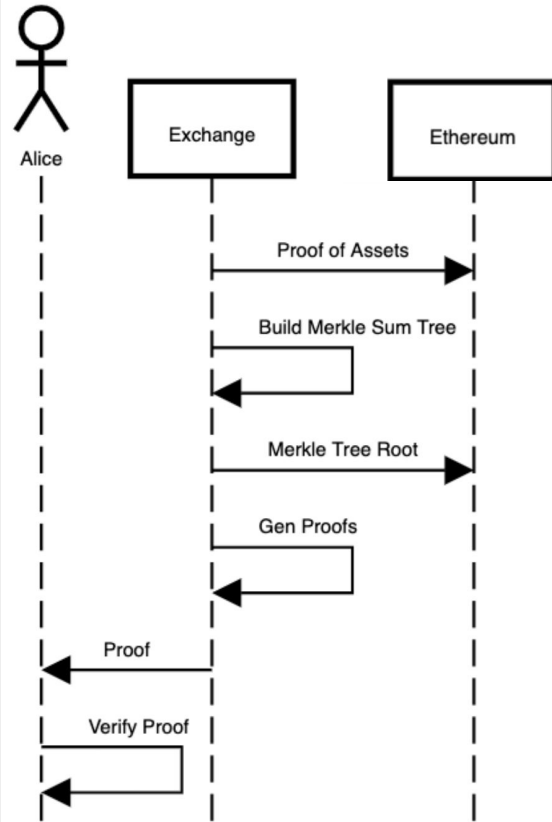 Alice
Exchange
Ethereum
Proof of Assets
Build Merkle Sum Tree
Merkle Tree Root
Gen Proofs
Proof
Verify Proof